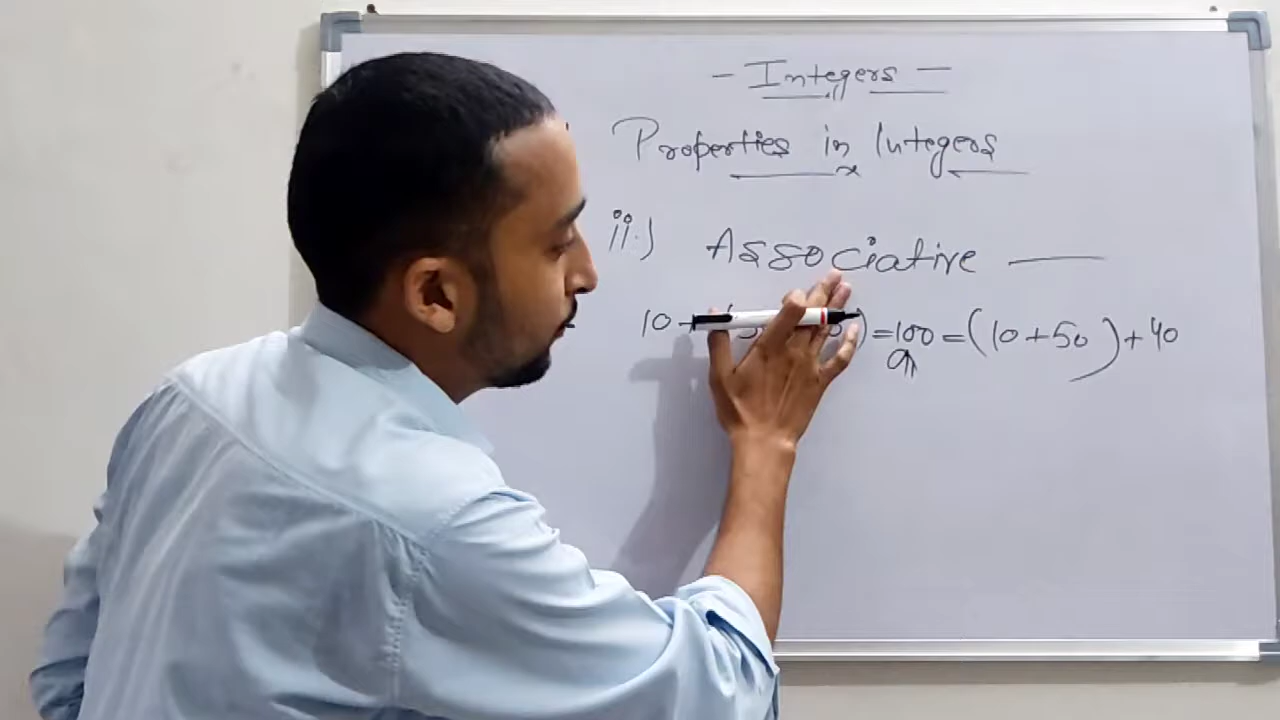 - Integers -
Properties in Integers
ii.) Associative
10 + ( ) = 100 = (10 + 50) + 40